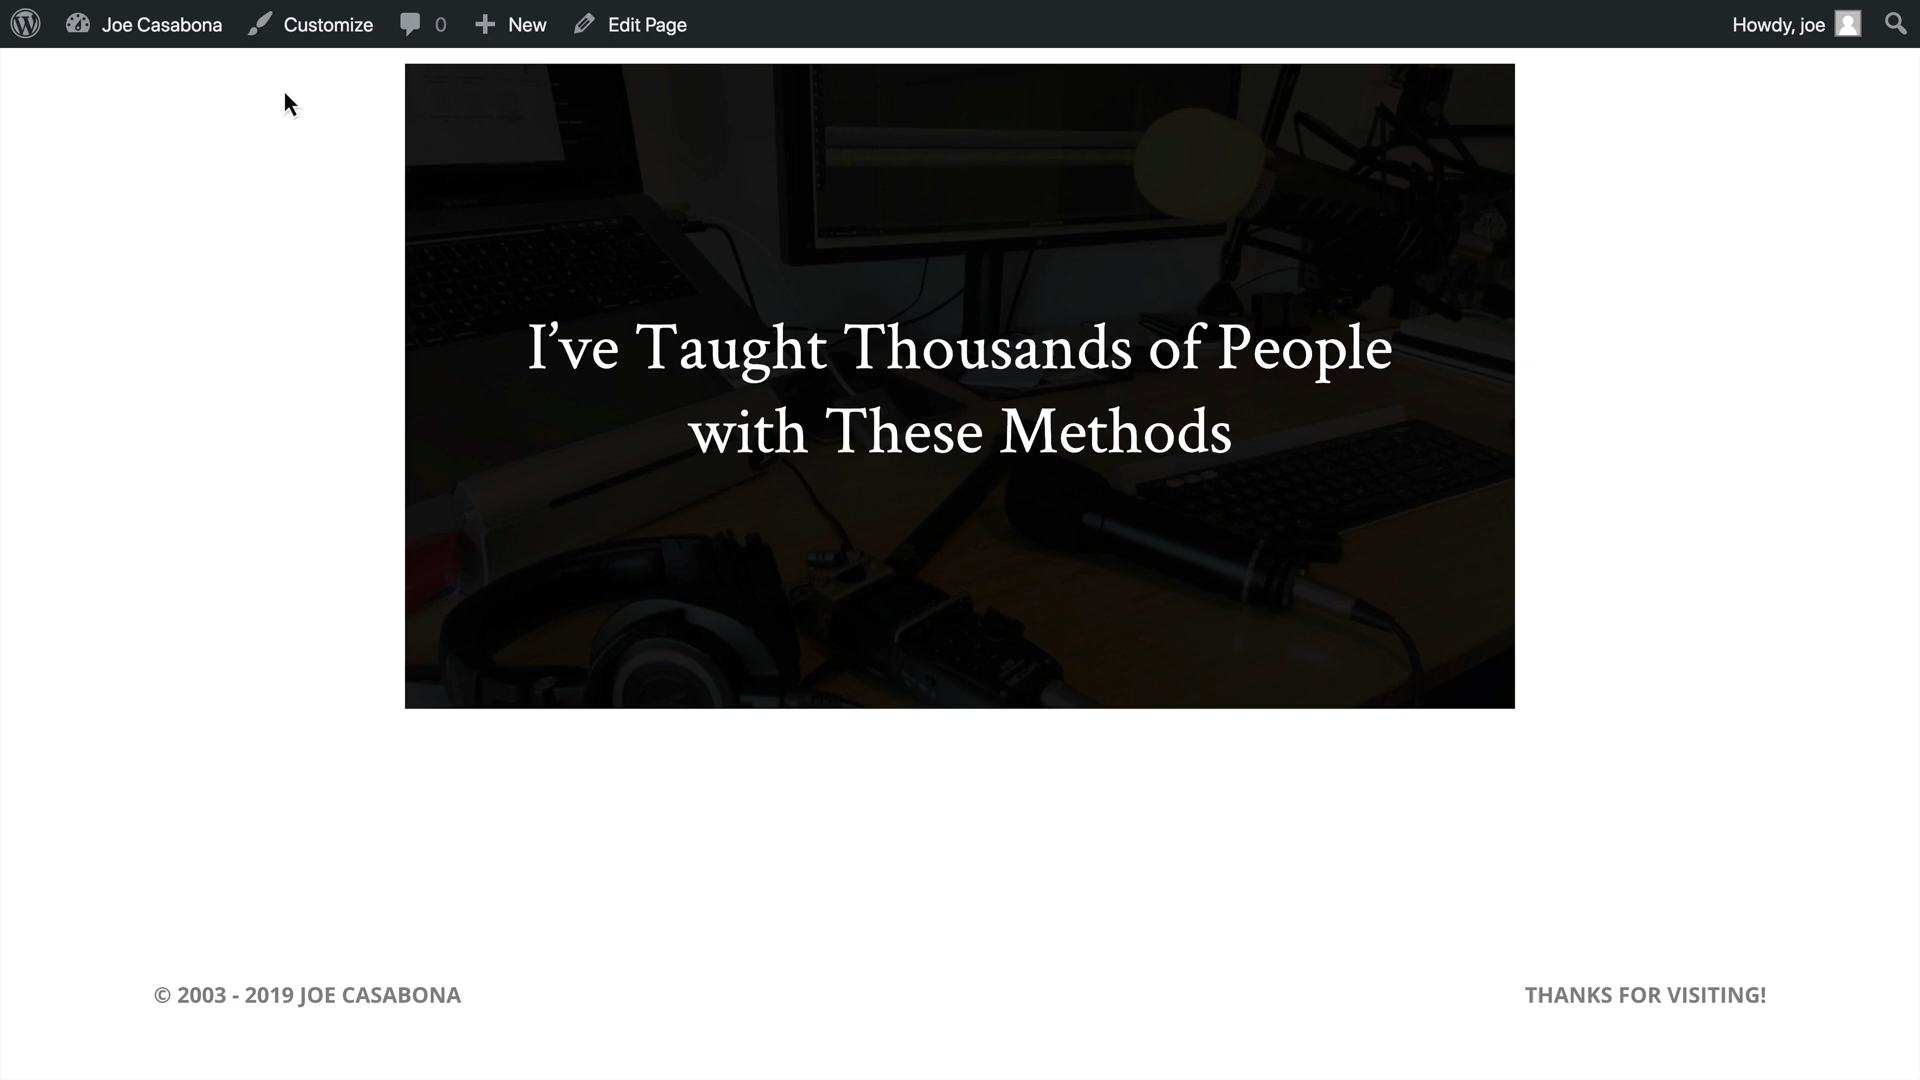 Joe Casabona Customize 0 New Edit Page Howdy, joe
I’ve Taught Thousands of People
with These Methods
© 2003 - 2019 JOE CASABONA THANKS FOR VISITING!